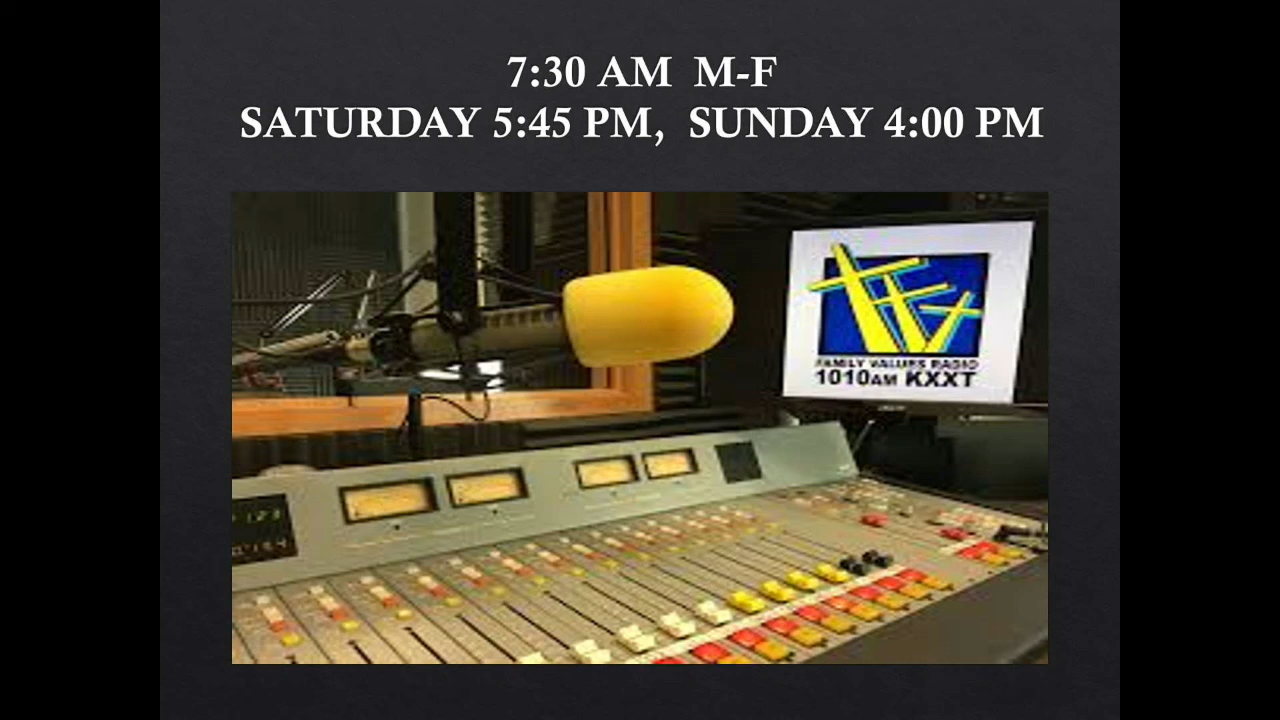 7:30 AM M-F
SATURDAY 5:45 PM, SUNDAY 4:00 PM
FAMILY VALUES RADIO
1010AM KXXT